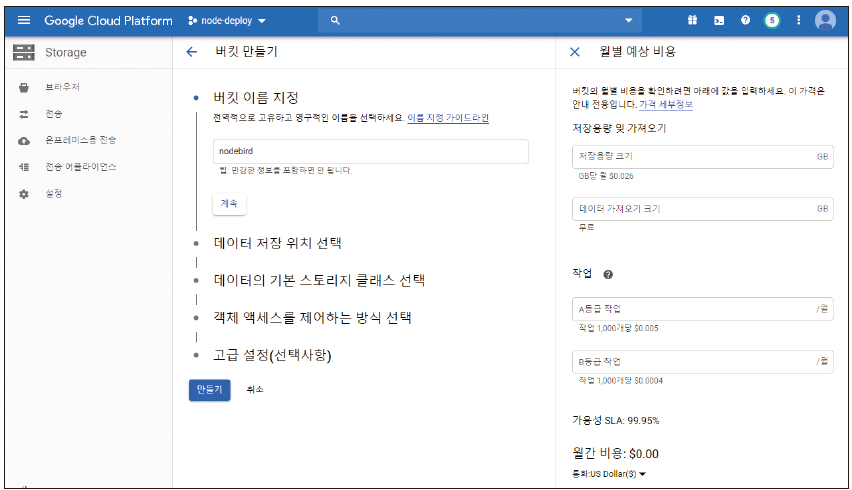 Google Cloud Platform
node-deploy
5
Storage
브라우저
전송
온프레미스용 전송
전송 어플라이언스
설정
버킷 만들기
버킷 이름 지정
전역적으로 고유하고 영구적인 이름을 선택하세요. 이름 지정 가이드라인
nodebird
팁: 민감한 정보를 포함하면 안 됩니다.
계속
데이터 저장 위치 선택
데이터의 기본 스토리지 클래스 선택
객체 액세스를 제어하는 방식 선택
고급 설정(선택사항)
만들기
취소
월별 예상 비용
버킷의 월별 비용을 확인하려면 아래에 값을 입력하세요. 이 가격은
안내 전용입니다. 가격 세부정보
저장용량 및 가져오기
저장용량 크기 GB
GB당 월 $0.026
데이터 가져오기 크기 GB
무료
작업
A등급 작업 /월
작업 1,000개당 $0.005
B등급 작업 /월
작업 1,000개당 $0.0004
가용성 SLA: 99.95%
월간 비용: $0.00
통화:US Dollar($)